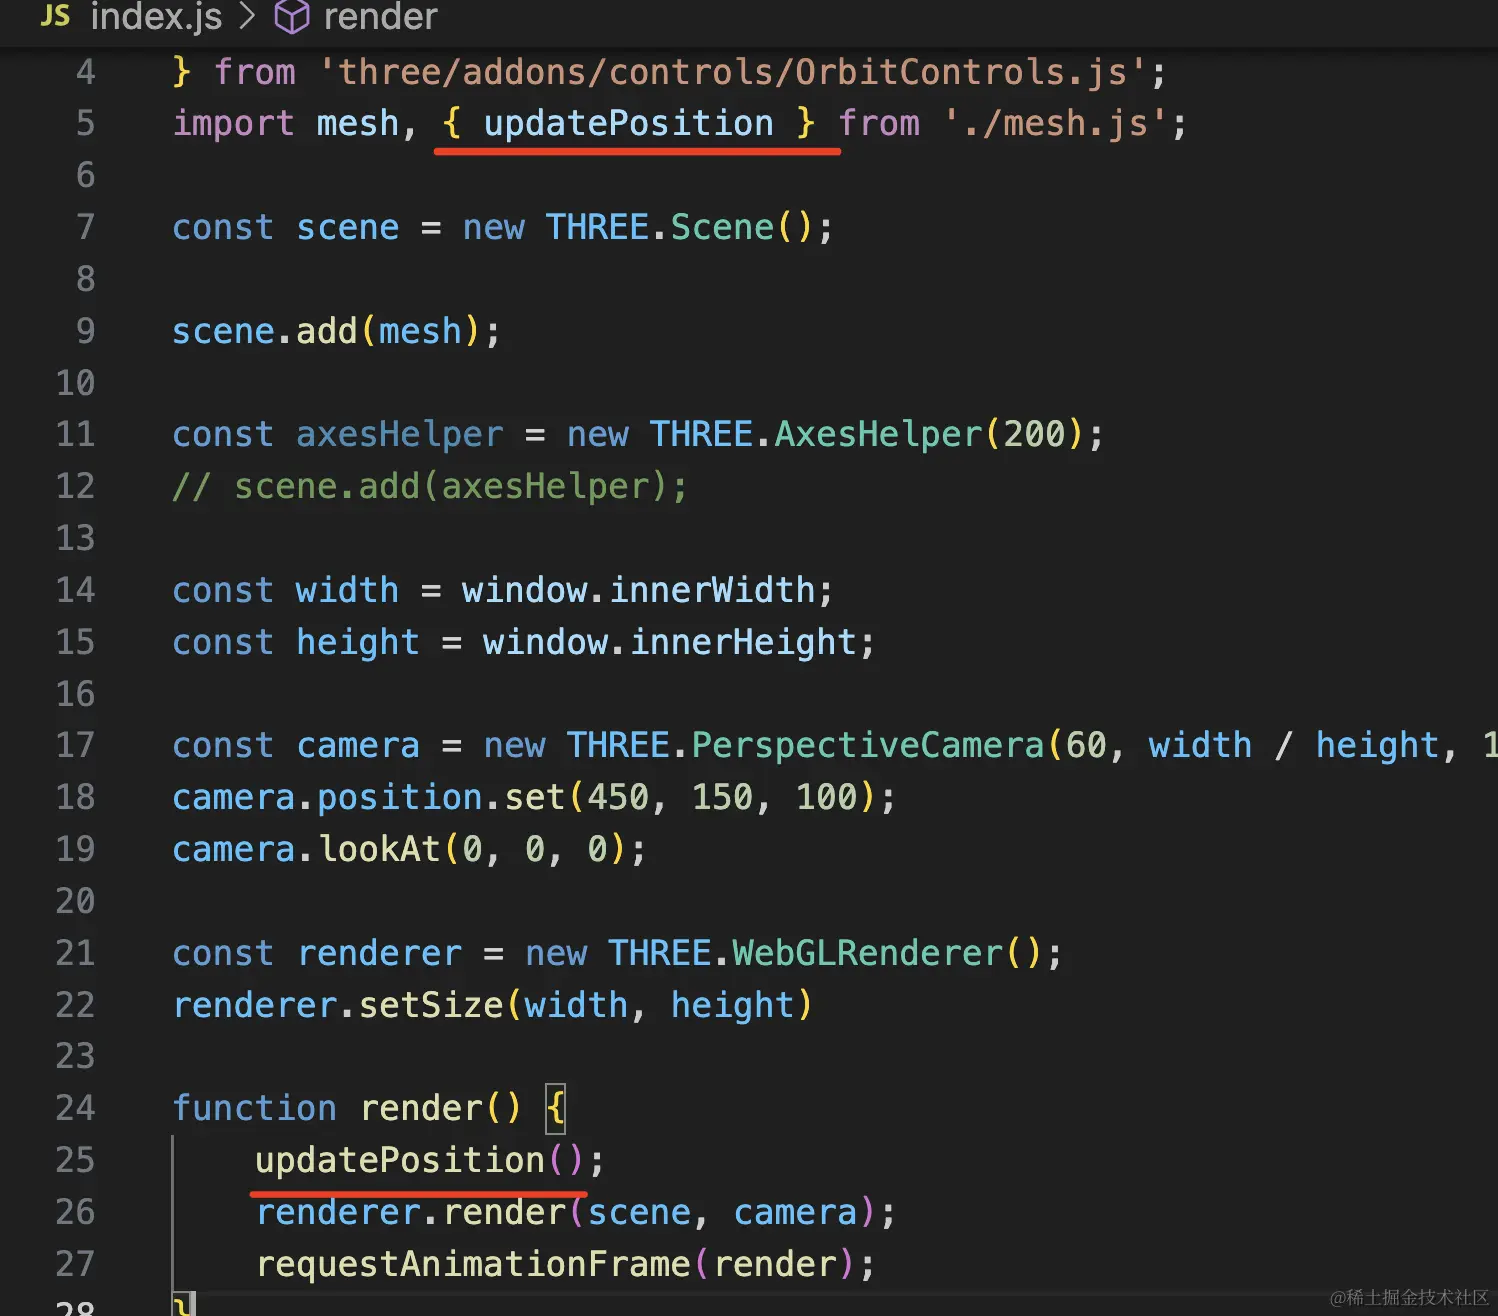 JS index.js > render
4 } from 'three/addons/controls/OrbitControls.js';
5 import mesh, { updatePosition } from './mesh.js';
6
7 const scene = new THREE.Scene();
8
9 scene.add(mesh);
10
11 const axesHelper = new THREE.AxesHelper(200);
12 // scene.add(axesHelper);
13
14 const width = window.innerWidth;
15 const height = window.innerHeight;
16
17 const camera = new THREE.PerspectiveCamera(60, width / height, 1
18 camera.position.set(450, 150, 100);
19 camera.lookAt(0, 0, 0);
20
21 const renderer = new THREE.WebGLRenderer();
22 renderer.setSize(width, height)
23
24 function render() {
25     updatePosition();
26     renderer.render(scene, camera);
27     requestAnimationFrame(render);
28 }
@稀土掘金技术社区